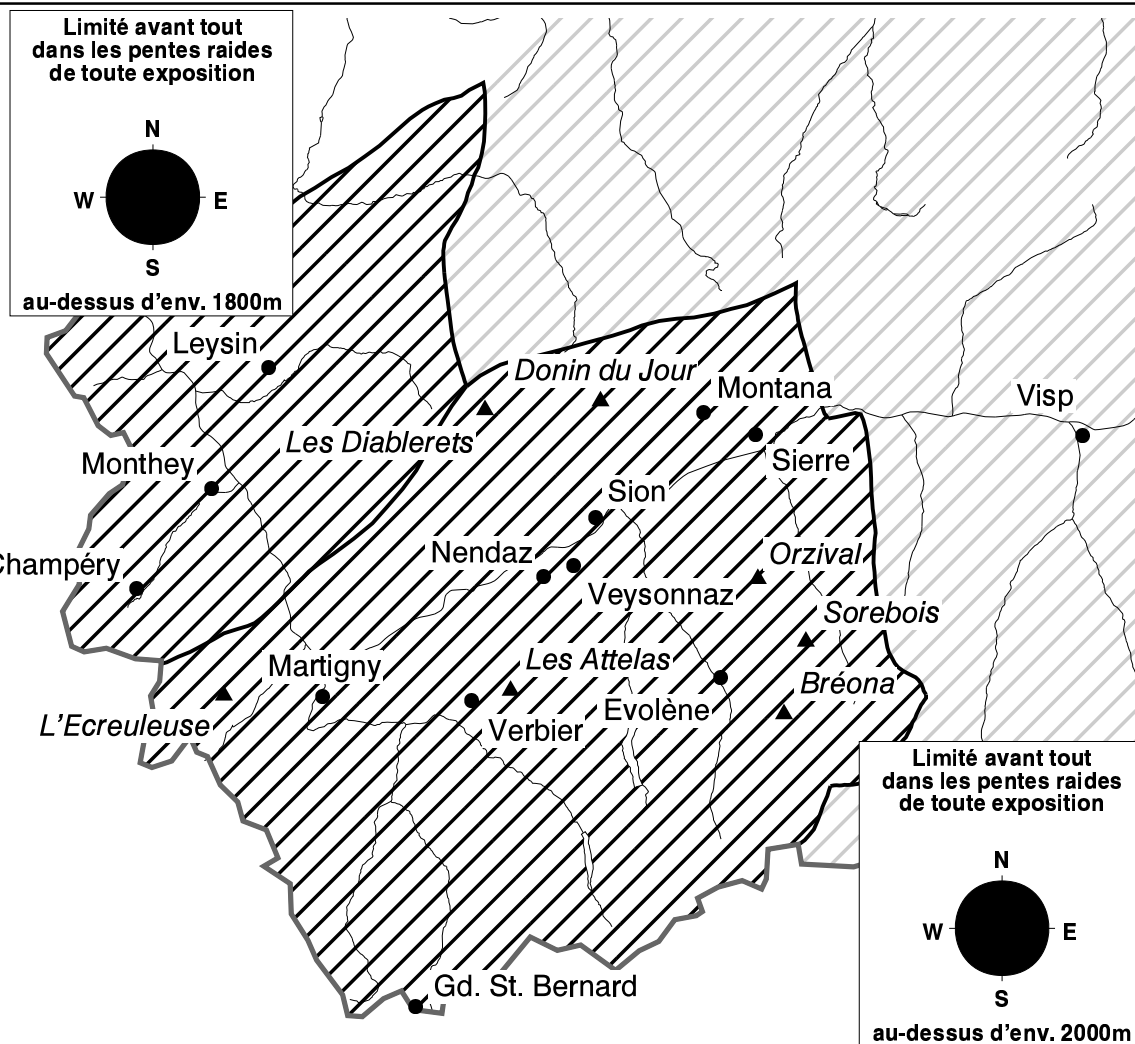 Limité avant tout
dans les pentes raides
de toute exposition
N
W E
S
au-dessus d'env. 1800m
Leysin
Donin du Jour
Montana
Visp
Les Diablerets
Monthey
Sierre
Sion
Champéry
Nendaz
Orzival
Veysonnaz
Sorebois
Martigny
Les Attelas
Bréona
L'Ecreuleuse
Evolène
Verbier
Limité avant tout
dans les pentes raides
de toute exposition
N
W E
S
au-dessus d'env. 2000m
Gd. St. Bernard